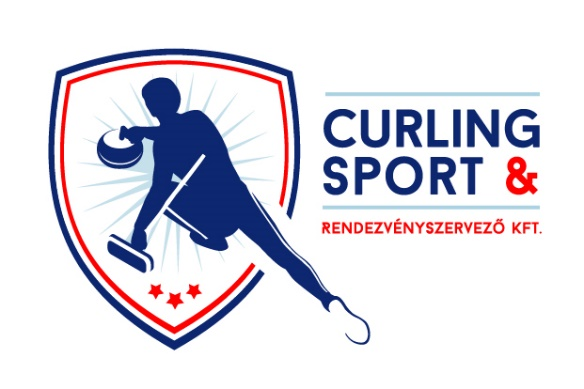 CURLING
SPORT &
RENDEZVÉNYSZERVEZŐ KFT.